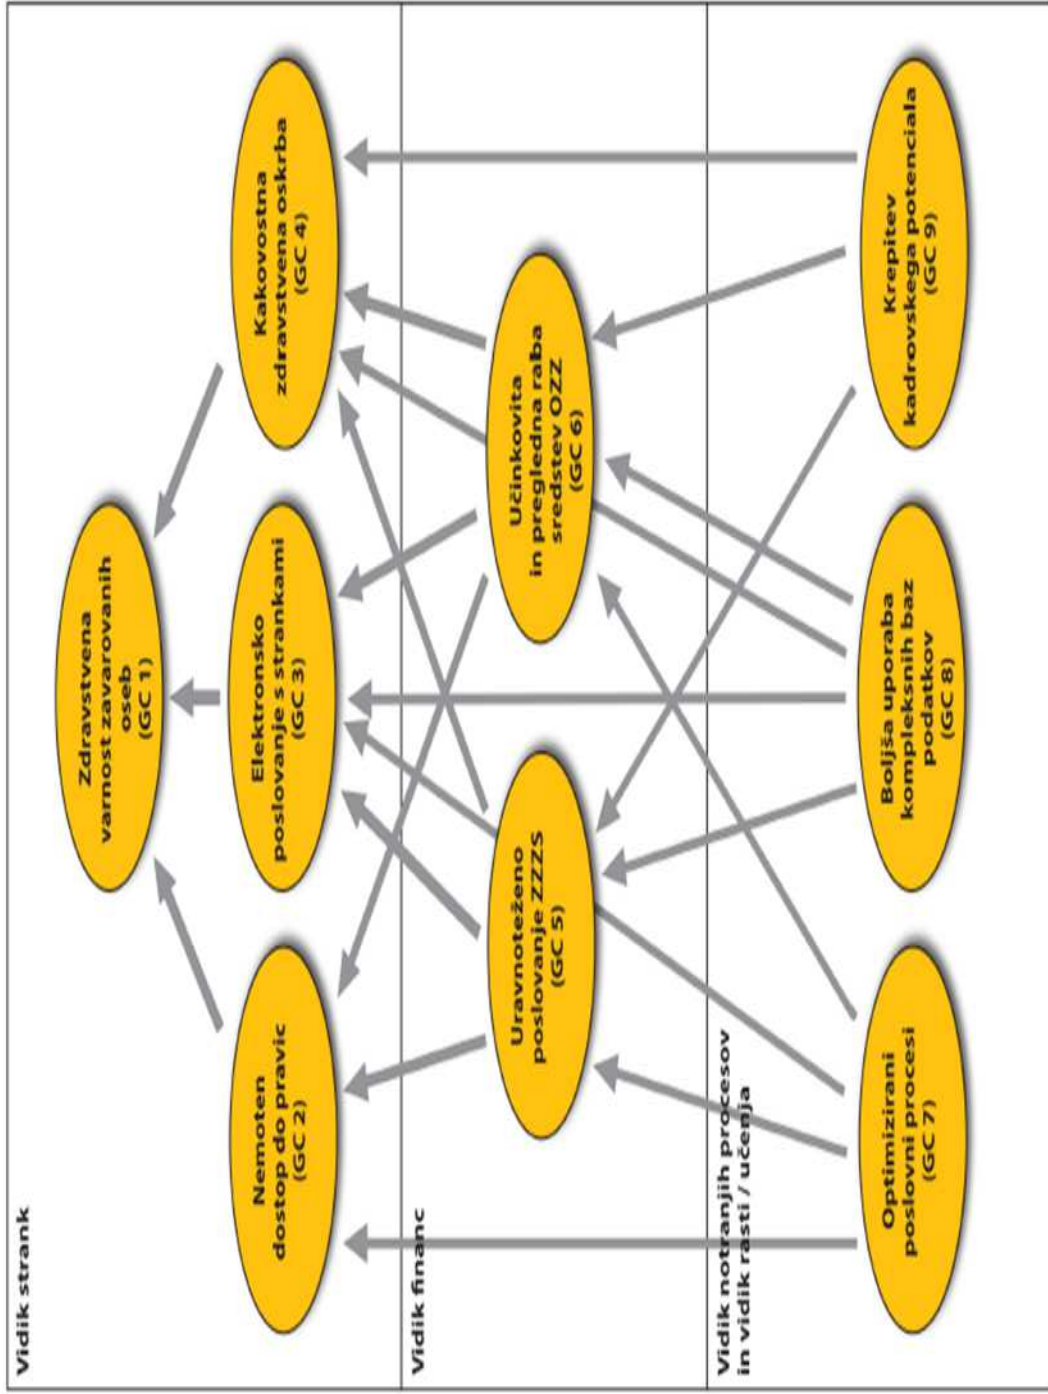 Vidik strank
Zdravstvena
varnost zavarovanih
oseb
(GC 1)
Nemoten
dostop do pravic
(GC 2)
Elektronsko
poslovanje s strankami
(GC 3)
Kakovostna
zdravstvena oskrba
(GC 4)
Vidik financ
Uravnoteženo
poslovanje ZZZS
(GC 5)
Učinkovita
in pregledna raba
sredstev OZZ
(GC 6)
Vidik notranjih procesov
in vidik rasti / učenja
Optimizirani
poslovni procesi
(GC 7)
Boljša uporaba
kompleksnih baz
podatkov
(GC 8)
Krepitev
kadrovskega potenciala
(GC 9)